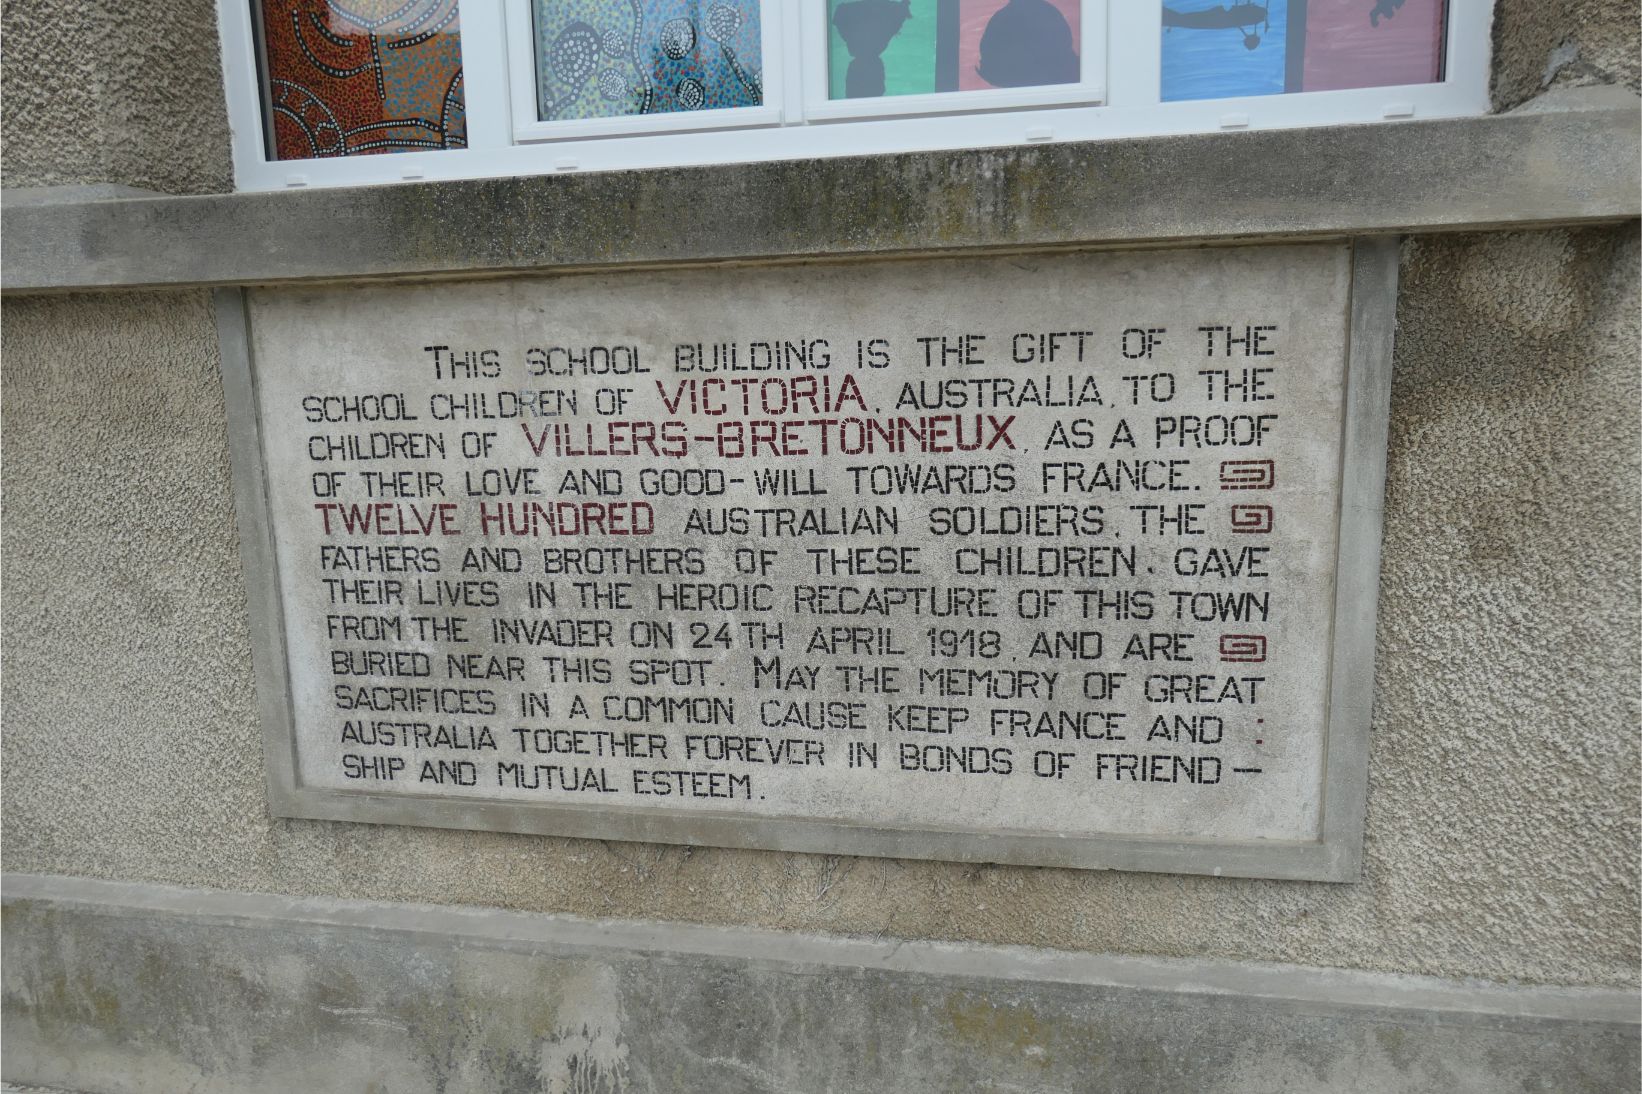 THIS SCHOOL BUILDING IS THE GIFT OF THE
SCHOOL CHILDREN OF VICTORIA, AUSTRALIA, TO THE
CHILDREN OF VILLERS-BRETONNEUX, AS A PROOF
OF THEIR LOVE AND GOOD-WILL TOWARDS FRANCE.
TWELVE HUNDRED AUSTRALIAN SOLDIERS, THE
FATHERS AND BROTHERS OF THESE CHILDREN, GAVE
THEIR LIVES IN THE HEROIC RECAPTURE OF THIS TOWN
FROM THE INVADER ON 24TH APRIL 1918, AND ARE
BURIED NEAR THIS SPOT. MAY THE MEMORY OF GREAT
SACRIFICES IN A COMMON CAUSE KEEP FRANCE AND :
AUSTRALIA TOGETHER FOREVER IN BONDS OF FRIEND-
SHIP AND MUTUAL ESTEEM.